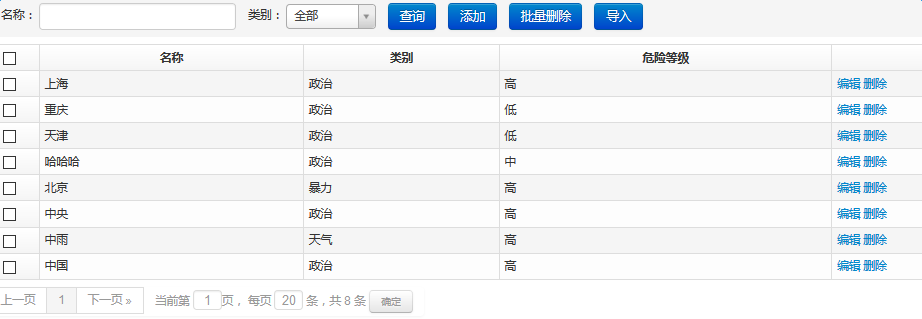 名称： 类别： 全部 查询 添加 批量删除 导入
名称 类别 危险等级
上海 政治 高 编辑 删除
重庆 政治 低 编辑 删除
天津 政治 低 编辑 删除
哈哈哈 政治 中 编辑 删除
北京 暴力 高 编辑 删除
中央 政治 高 编辑 删除
中雨 天气 高 编辑 删除
中国 政治 高 编辑 删除
上一页 1 下一页 » 当前第 1 页， 每页 20 条，共 8 条 确定